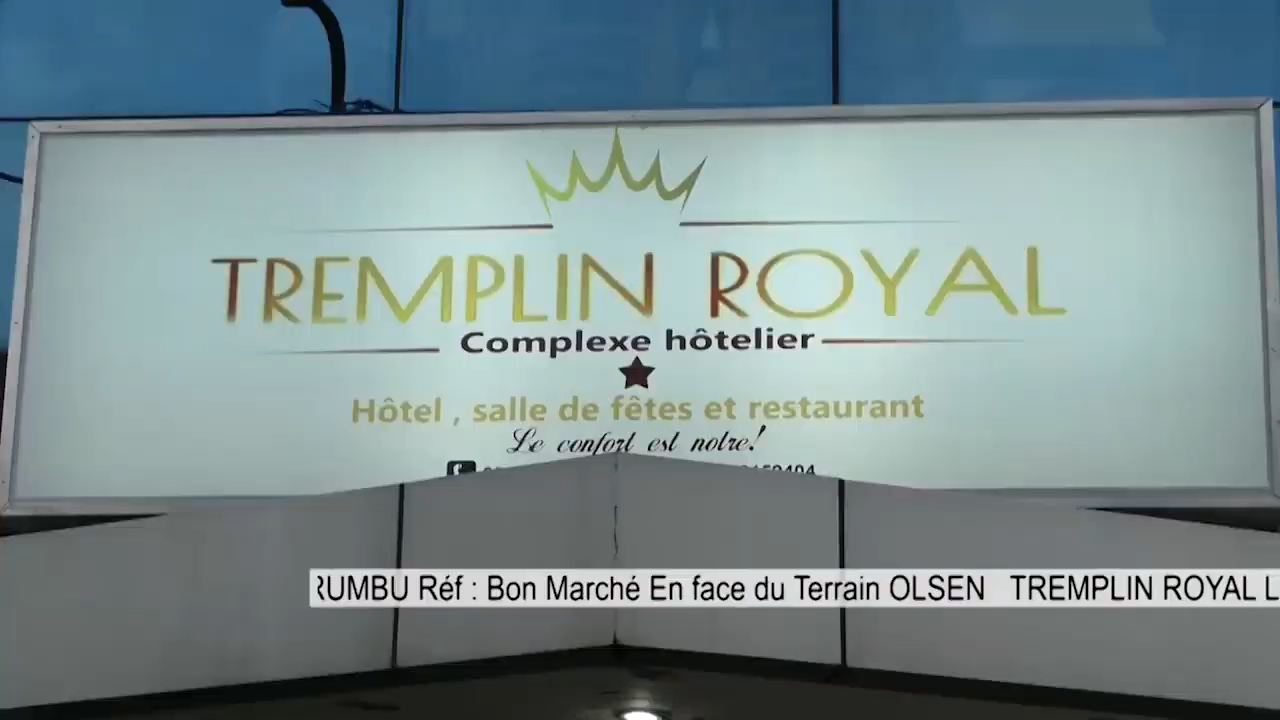 TREMPLIN ROYAL
Complexe hôtelier
Hôtel , salle de fêtes et restaurant
Le confort est notre!
RUMBU Réf : Bon Marché En face du Terrain OLSEN TREMPLIN ROYAL L